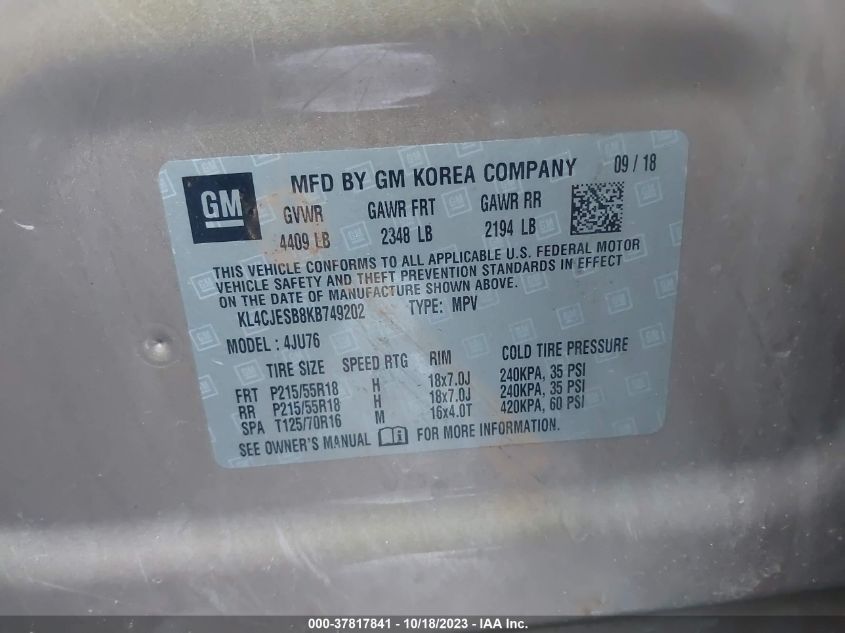 GM
MFD BY GM KOREA COMPANY 09 / 18
GVWR GAWR FRT GAWR RR
4409 LB 2348 LB 2194 LB
THIS VEHICLE CONFORMS TO ALL APPLICABLE U.S. FEDERAL MOTOR
VEHICLE SAFETY AND THEFT PREVENTION STANDARDS IN EFFECT
ON THE DATE OF MANUFACTURE SHOWN ABOVE.
KL4CJESB8KB749202 TYPE: MPV
MODEL : 4JU76
TIRE SIZE SPEED RTG RIM COLD TIRE PRESSURE
FRT P215/55R18 H 18x7.0J 240KPA, 35 PSI
RR P215/55R18 H 18x7.0J 240KPA, 35 PSI
SPA T125/70R16 M 16x4.0T 420KPA, 60 PSI
SEE OWNER'S MANUAL FOR MORE INFORMATION.
000-37817841 - 10/18/2023 - IAA Inc.